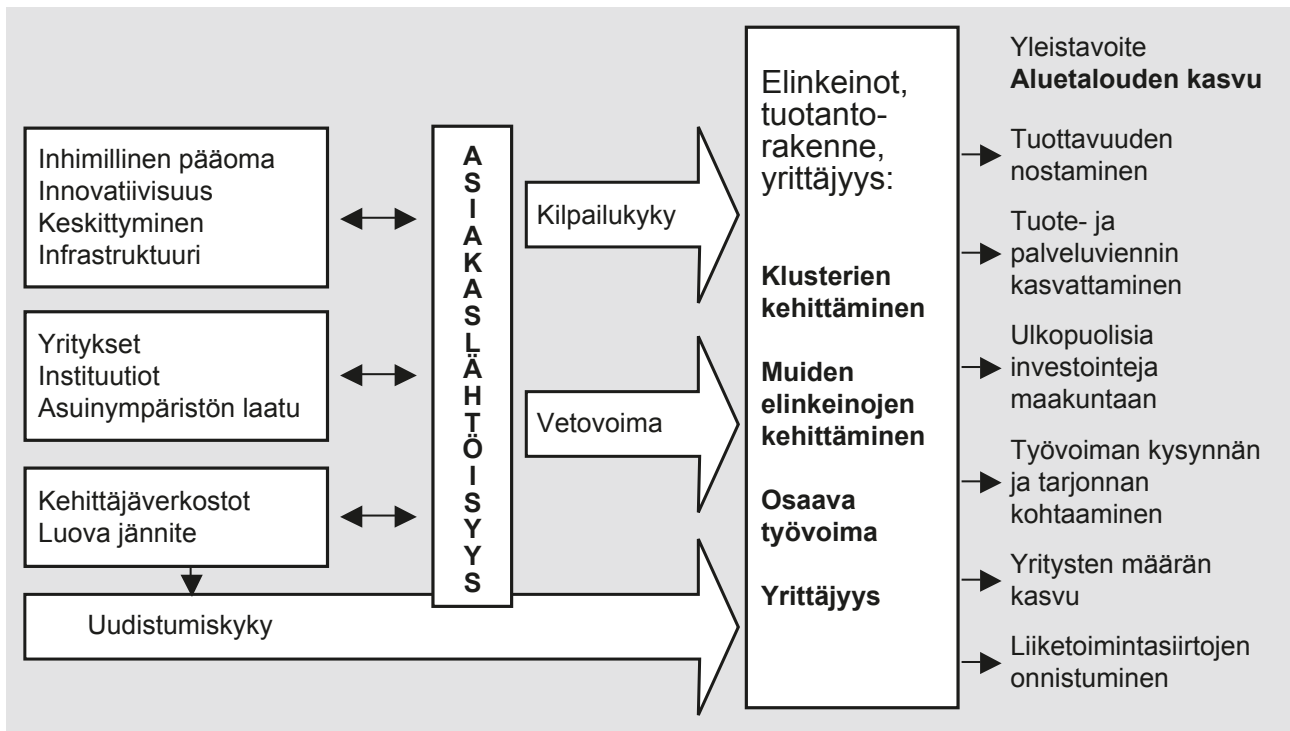 Inhimillinen pääoma
Innovatiivisuus
Keskittyminen
Infrastruktuuri
Yritykset
Instituutiot
Asuinympäristön laatu
Kehittäjäverkostot
Luova jännite
Uudistumiskyky
A
S
I
A
K
A
S
L
Ä
H
T
Ö
I
S
Y
Y
S
Kilpailukyky
Vetovoima
Elinkeinot,
tuotanto-
rakenne,
yrittäjyys:
Klusterien
kehittäminen
Muiden
elinkeinojen
kehittäminen
Osaava
työvoima
Yrittäjyys
Yleistavoite
Aluetalouden kasvu
Tuottavuuden
nostaminen
Tuote- ja
palveluviennin
kasvattaminen
Ulkopuolisia
investointeja
maakuntaan
Työvoiman kysynnän
ja tarjonnan
kohtaaminen
Yritysten määrän
kasvu
Liiketoimintasiirtojen
onnistuminen